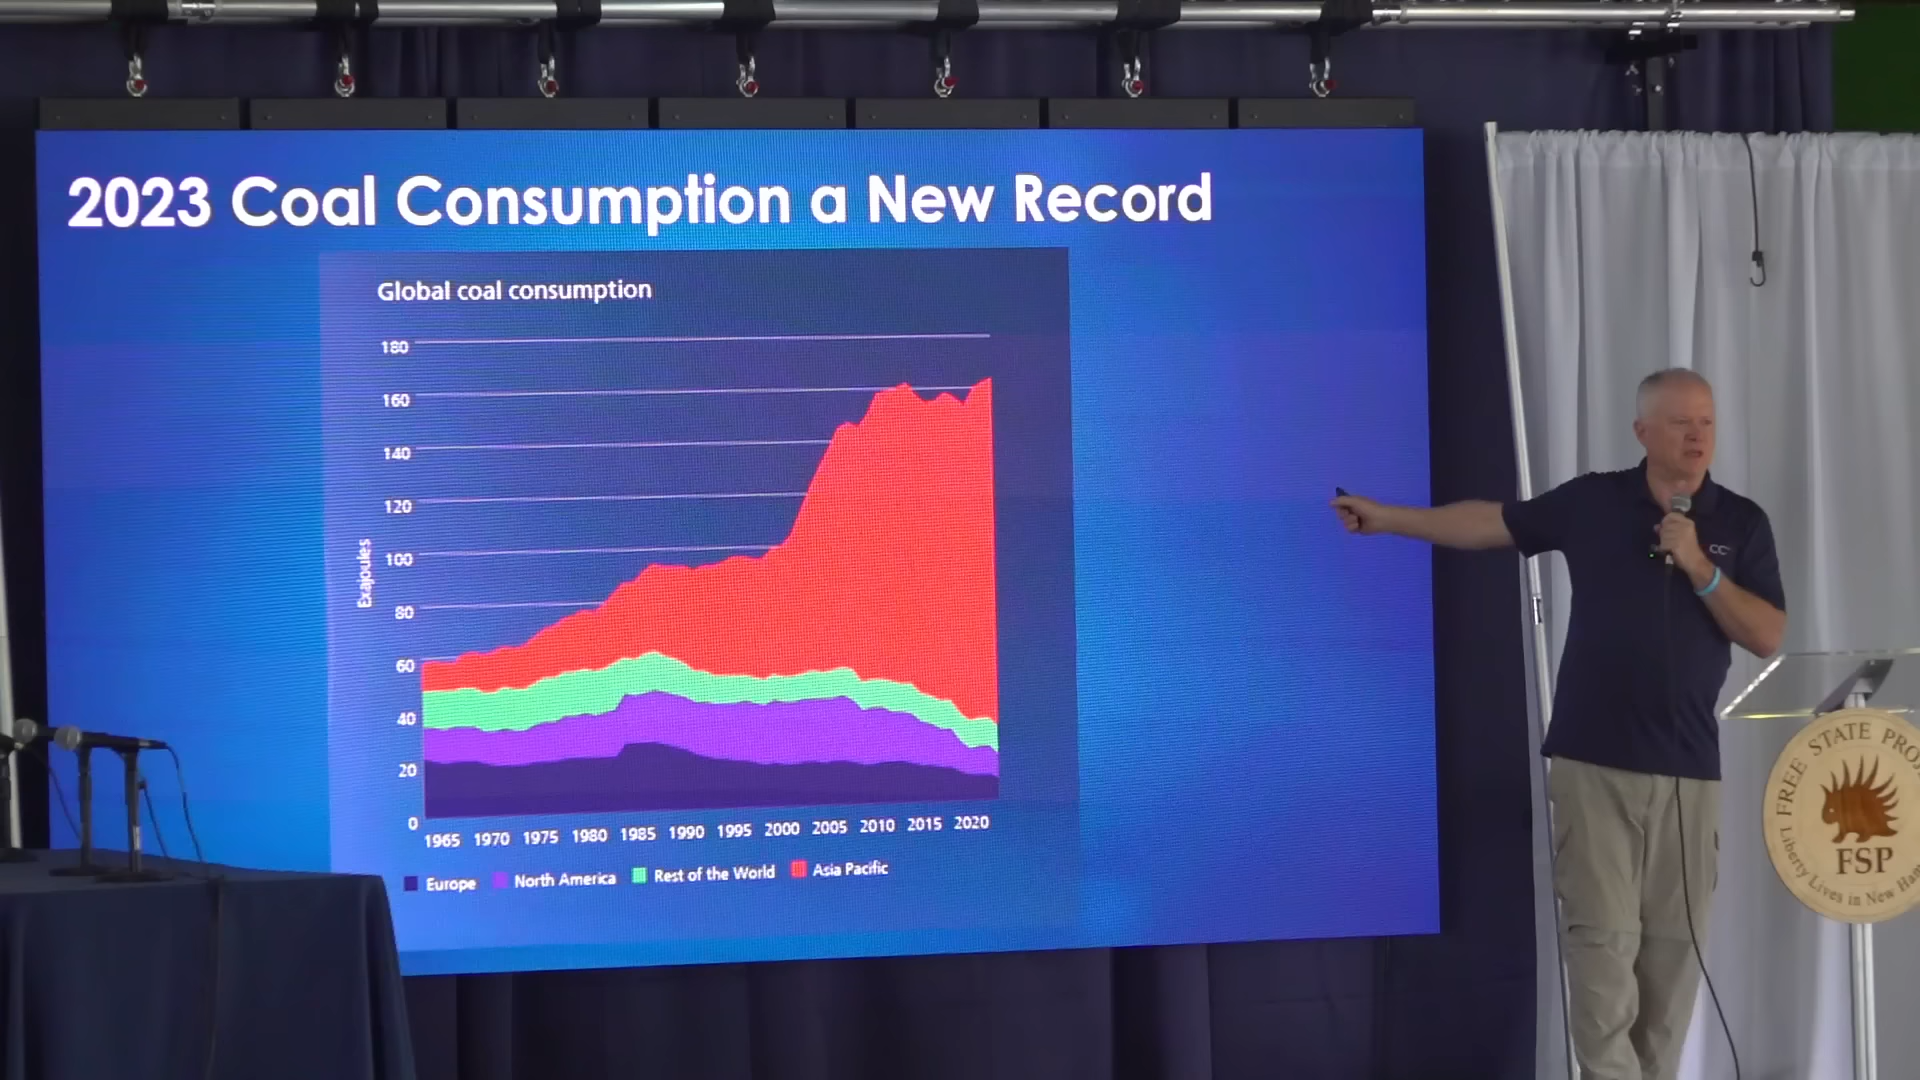 2023 Coal Consumption a New Record
Global coal consumption
180
160
140
120
100
80
60
40
20
0
Exajoules
1965 1970 1975 1980 1985 1990 1995 2000 2005 2010 2015 2020
Europe North America Rest of the World Asia Pacific
CC
FREE STATE PROJ
FSP
Liberty Lives in New Ham